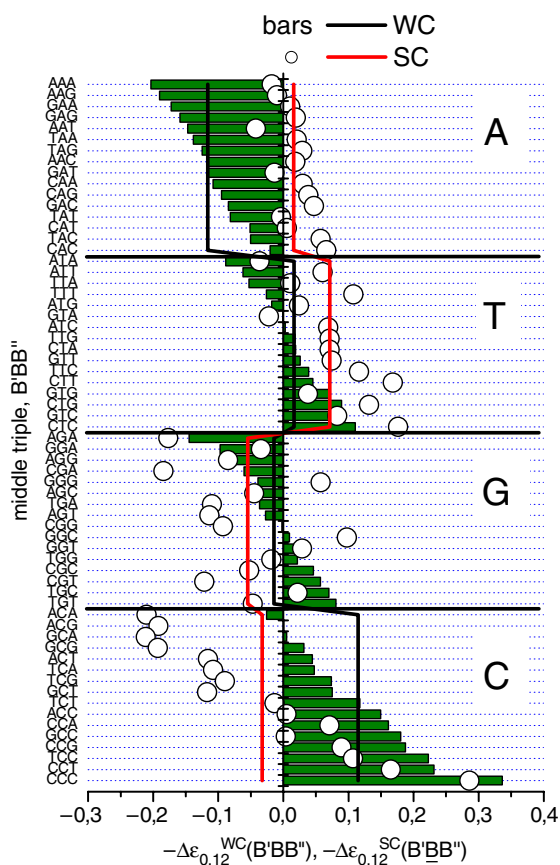 bars WC
SC
AAA
AAG
GAA
GAG
AAT
TAA
TAG
AAC
GAT
CAA
CAG
GAC
TAT
CAT
TAC
CAC
A
ATA
ATT
TTA
TTT
ATG
GTA
ATC
TTG
CTA
GTT
TTC
CTT
GTG
CTG
GTC
CTC
T
AGA
GGA
AGG
CGA
GGG
AGC
TGA
AGT
CGG
GGC
GGT
TGG
CGC
CGT
TGC
TGT
G
ACA
ACG
GCA
GCG
ACT
TCA
TCG
GCT
TCT
ACC
CCA
GCC
CCG
TCC
CCT
CCC
C
middle triple, B'BB"
−0,3 −0,2 −0,1 0,0 0,1 0,2 0,3 0,4
−Δε0.12WC(B'BB"), −Δε0.12SC(B'BB")